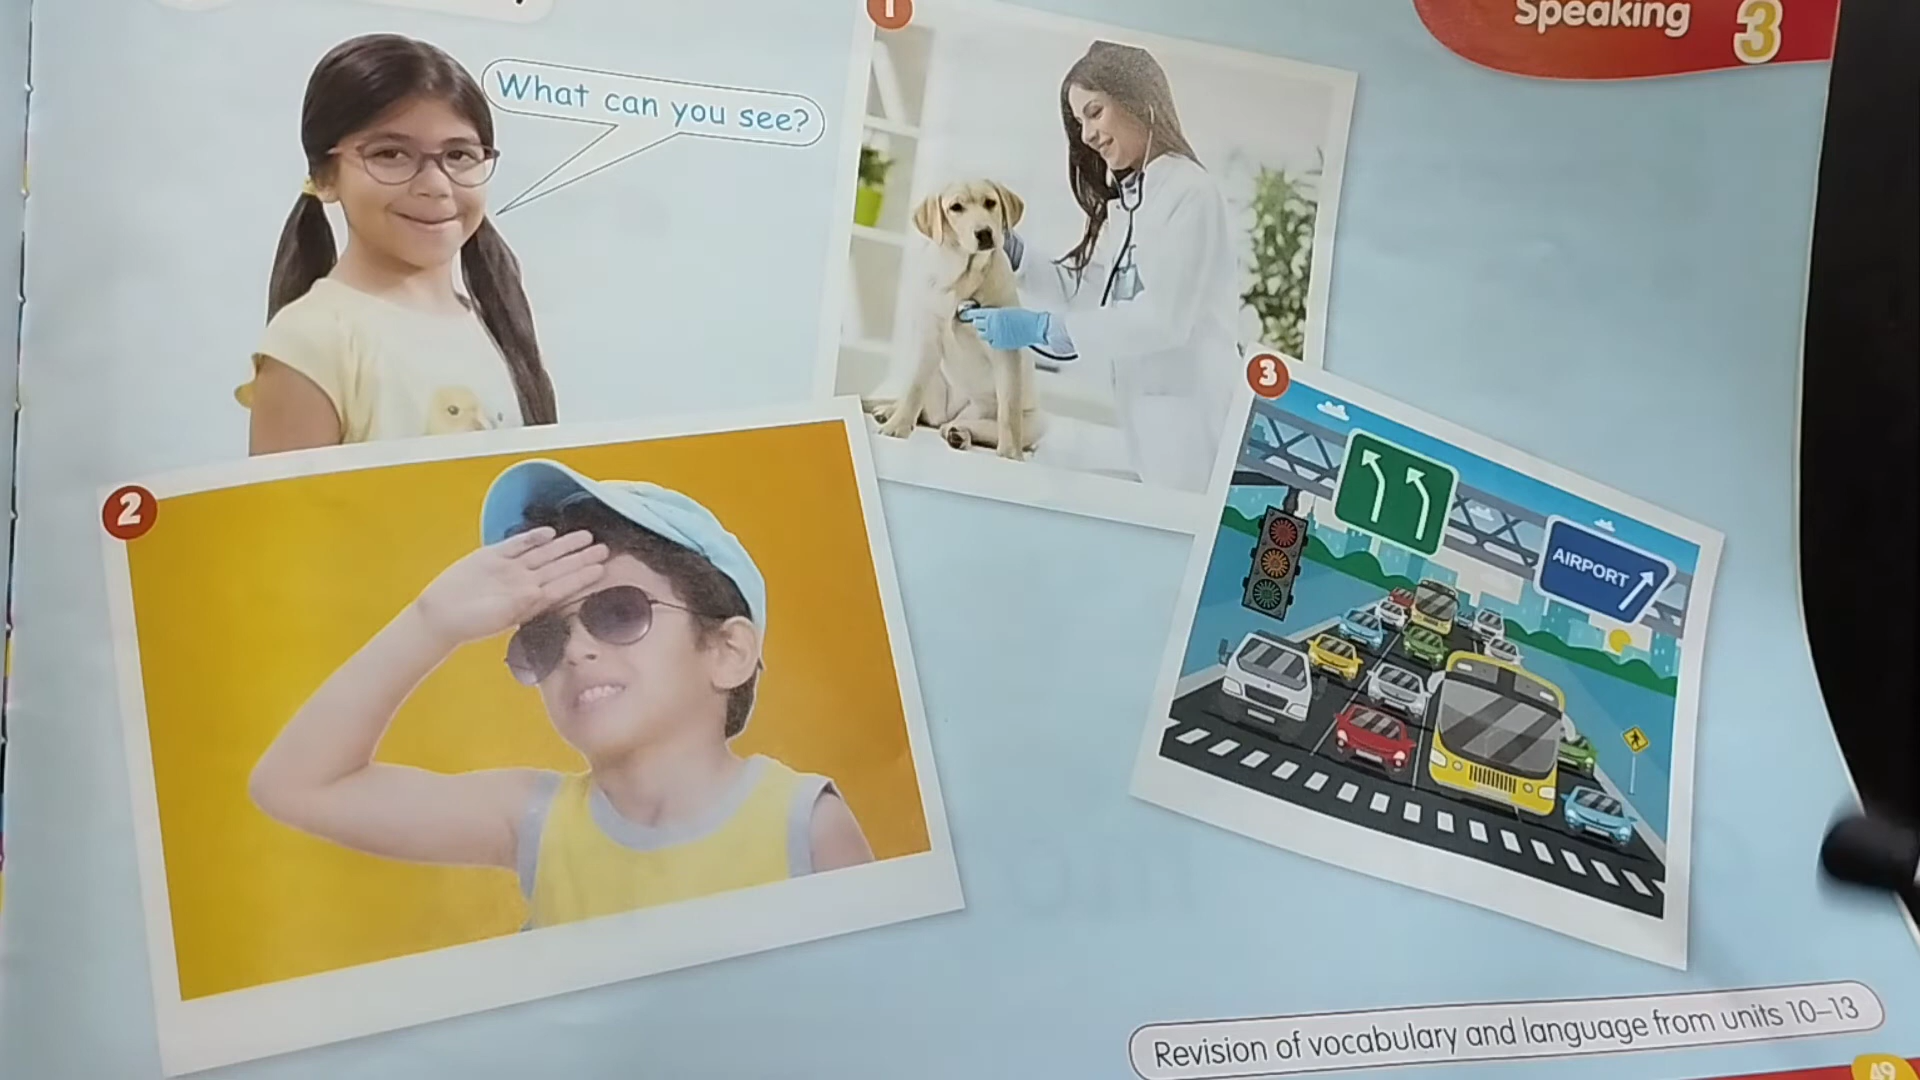 Speaking 3
What can you see?
1
2
3
AIRPORT
Revision of vocabulary and language from units 10–13
49